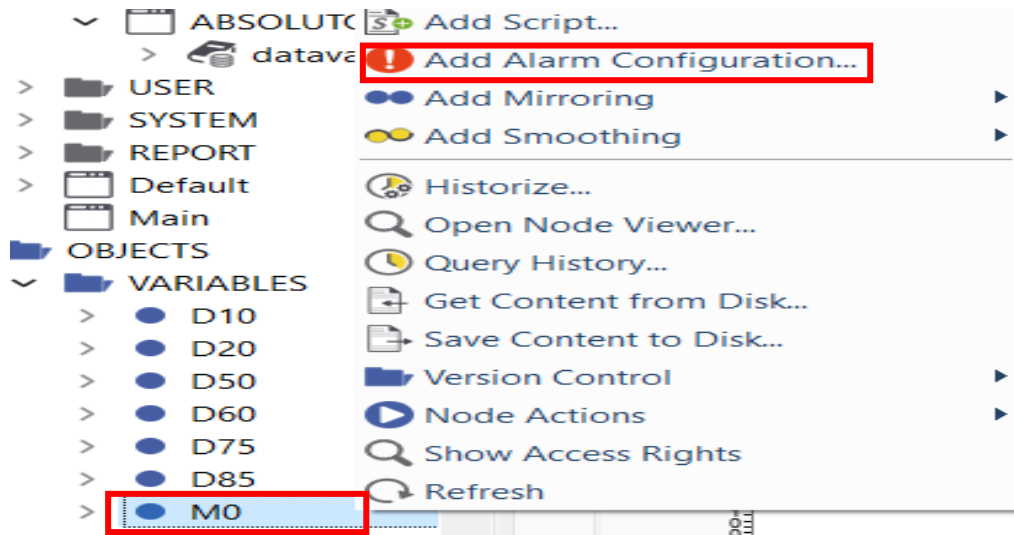 ABSOLUTO
datava
USER
SYSTEM
REPORT
Default
Main
OBJECTS
VARIABLES
D10
D20
D50
D60
D75
D85
M0
Add Script...
Add Alarm Configuration...
Add Mirroring
Add Smoothing
Historize...
Open Node Viewer...
Query History...
Get Content from Disk...
Save Content to Disk...
Version Control
Node Actions
Show Access Rights
Refresh